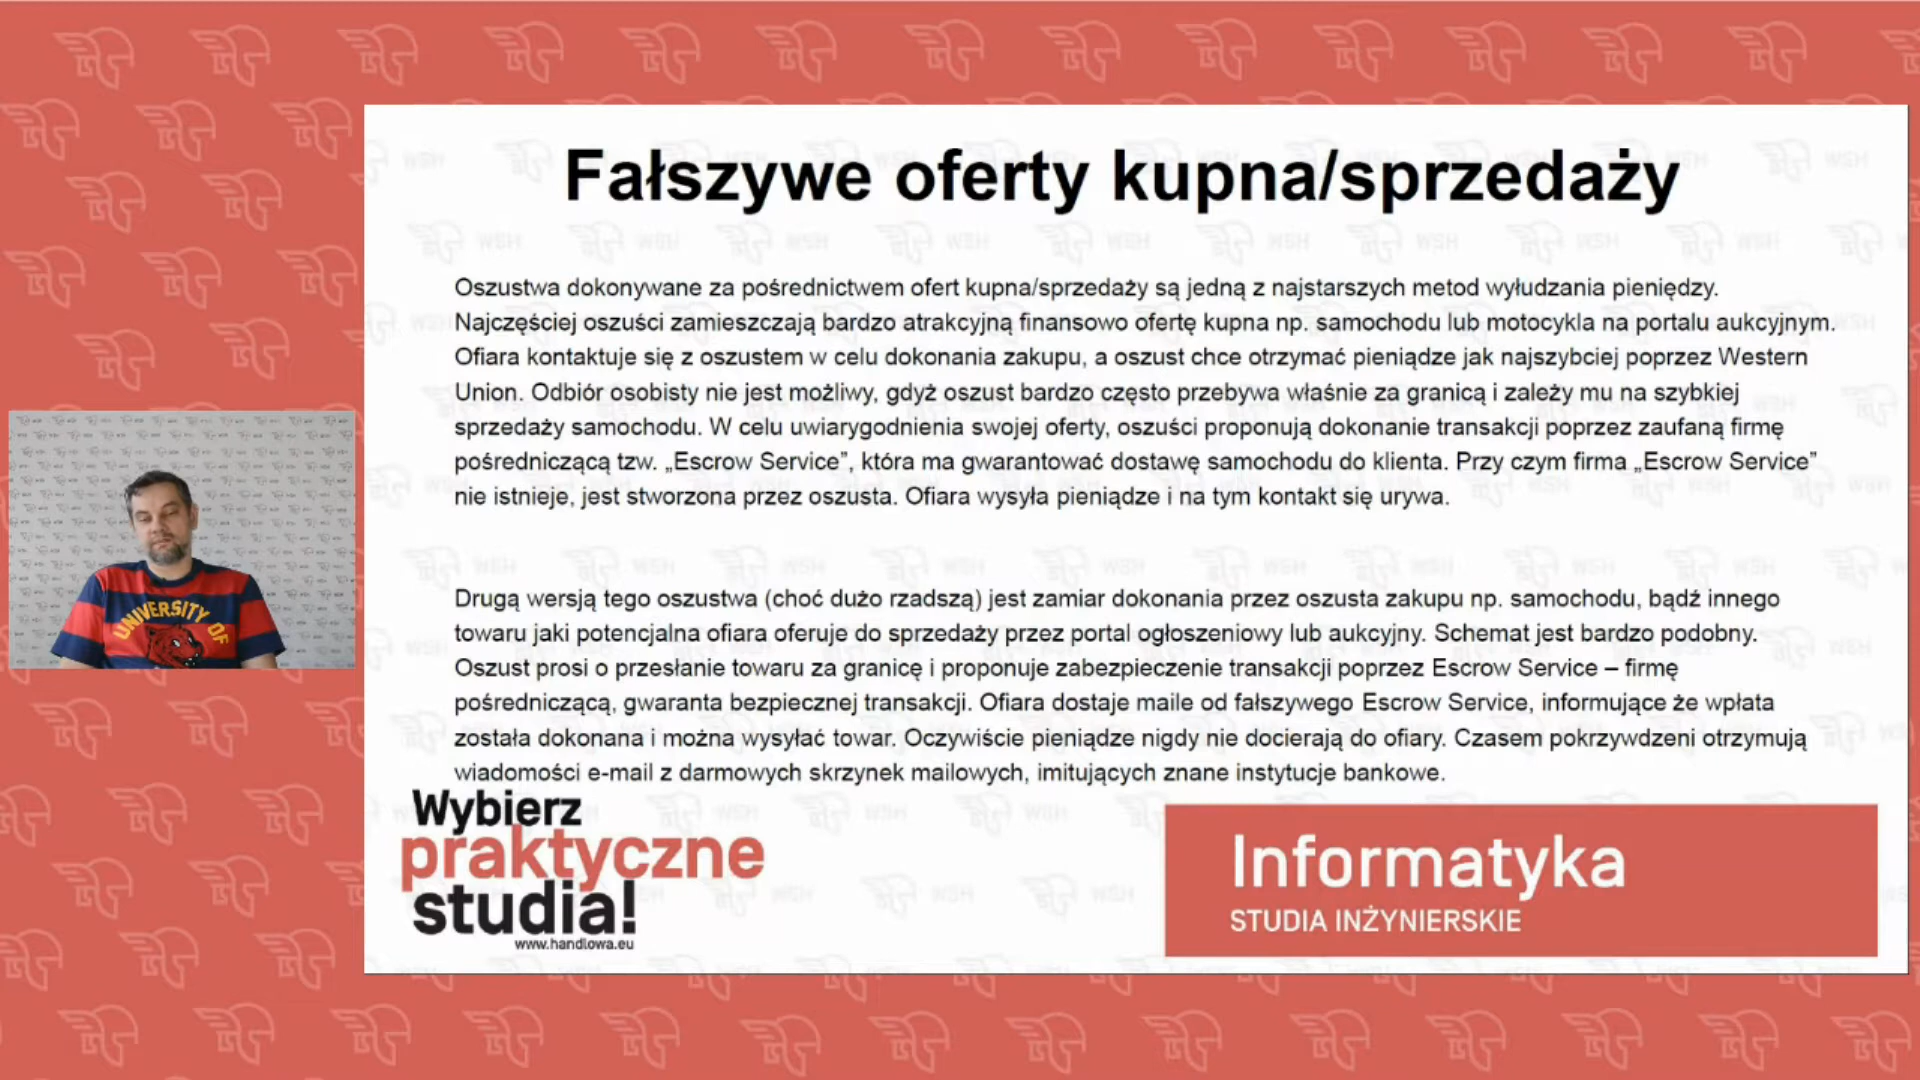 Fałszywe oferty kupna/sprzedaży
Oszustwa dokonywane za pośrednictwem ofert kupna/sprzedaży są jedną z najstarszych metod wyłudzania pieniędzy.
Najczęściej oszuści zamieszczają bardzo atrakcyjną finansowo ofertę kupna np. samochodu lub motocykla na portalu aukcyjnym.
Ofiara kontaktuje się z oszustem w celu dokonania zakupu, a oszust chce otrzymać pieniądze jak najszybciej poprzez Western
Union. Odbiór osobisty nie jest możliwy, gdyż oszust bardzo często przebywa właśnie za granicą i zależy mu na szybkiej
sprzedaży samochodu. W celu uwiarygodnienia swojej oferty, oszuści proponują dokonanie transakcji poprzez zaufaną firmę
pośredniczącą tzw. „Escrow Service”, która ma gwarantować dostawę samochodu do klienta. Przy czym firma „Escrow Service”
nie istnieje, jest stworzona przez oszusta. Ofiara wysyła pieniądze i na tym kontakt się urywa.
Drugą wersją tego oszustwa (choć dużo rzadszą) jest zamiar dokonania przez oszusta zakupu np. samochodu, bądź innego
towaru jaki potencjalna ofiara oferuje do sprzedaży przez portal ogłoszeniowy lub aukcyjny. Schemat jest bardzo podobny.
Oszust prosi o przesłanie towaru za granicę i proponuje zabezpieczenie transakcji poprzez Escrow Service – firmę
pośredniczącą, gwaranta bezpiecznej transakcji. Ofiara dostaje maile od fałszywego Escrow Service, informujące że wpłata
została dokonana i można wysyłać towar. Oczywiście pieniądze nigdy nie docierają do ofiary. Czasem pokrzywdzeni otrzymują
wiadomości e-mail z darmowych skrzynek mailowych, imitujących znane instytucje bankowe.
Wybierz
praktyczne
studia!
www.handlowa.eu
Informatyka
STUDIA INŻYNIERSKIE
UNIVERSITY OF